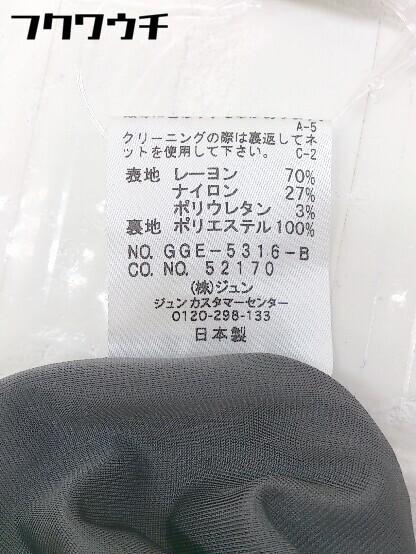 フクワウチ
A-5
クリーニングの際は裏返してネ
ットを使用して下さい。 C-2
表地 レーヨン 70%
ナイロン 27%
ポリウレタン 3%
裏地 ポリエステル 100%
NO. GGE-5316-B
CO. NO. 52170
(株)ジュン
ジュンカスタマーセンター
0120-298-133
日本製